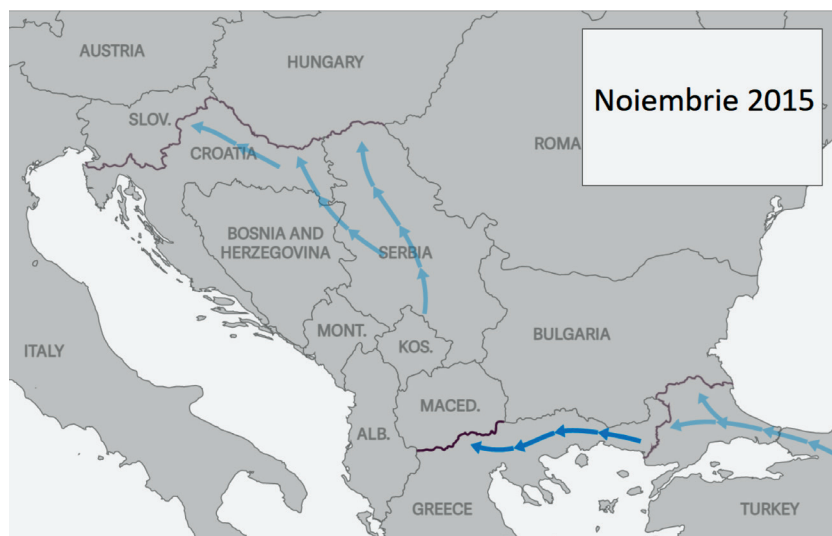 AUSTRIA
HUNGARY
Noiembrie 2015
SLOV.
CROATIA
ROMA
BOSNIA AND
HERZEGOVINA
SERBIA
ITALY
MONT.
KOS.
BULGARIA
MACED.
ALB.
GREECE
TURKEY